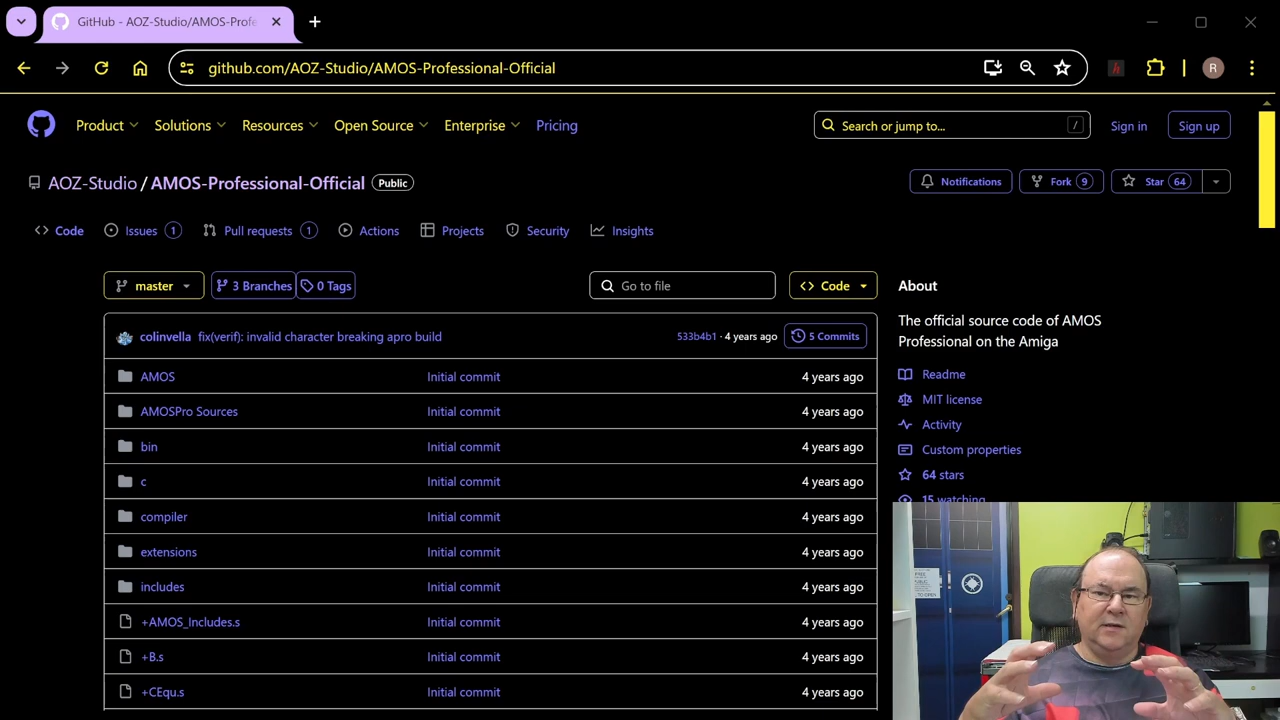 GitHub - AOZ-Studio/AMOS-Profe
github.com/AOZ-Studio/AMOS-Professional-Official
R
Product
Solutions
Resources
Open Source
Enterprise
Pricing
Search or jump to...
/
Sign in
Sign up
AOZ-Studio / AMOS-Professional-Official
Public
Notifications
Fork 9
Star 64
Code
Issues 1
Pull requests 1
Actions
Projects
Security
Insights
master
3 Branches
0 Tags
Go to file
Code
About
colinvella fix(verif): invalid character breaking apro build
533b4b1 · 4 years ago
5 Commits
The official source code of AMOS
Professional on the Amiga
AMOS Initial commit 4 years ago
Readme
MIT license
AMOSPro Sources Initial commit 4 years ago
Activity
bin Initial commit 4 years ago
Custom properties
64 stars
c Initial commit 4 years ago
15 watching
compiler Initial commit 4 years ago
extensions Initial commit 4 years ago
includes Initial commit 4 years ago
+AMOS_Includes.s Initial commit 4 years ago
+B.s Initial commit 4 years ago
+CEqu.s Initial commit 4 years ago
FREE
TO OPEN